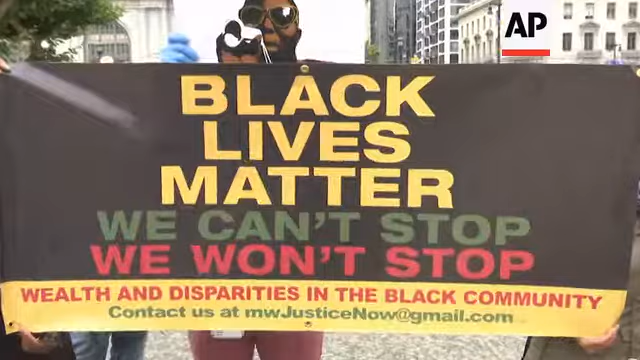 AP
BLACK
LIVES
MATTER
WE CAN'T STOP
WE WON'T STOP
WEALTH AND DISPARITIES IN THE BLACK COMMUNITY
Contact us at mwJusticeNow@gmail.com